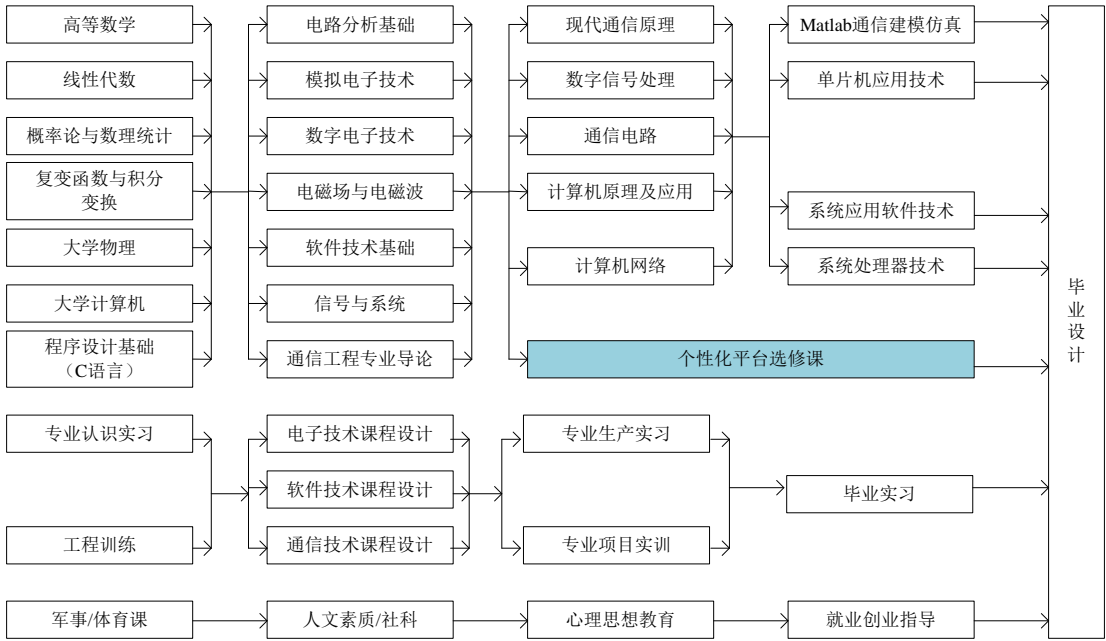 高等数学
电路分析基础
现代通信原理
Matlab通信建模仿真
线性代数
模拟电子技术
数字信号处理
单片机应用技术
概率论与数理统计
数字电子技术
通信电路
复变函数与积分
变换
电磁场与电磁波
计算机原理及应用
系统应用软件技术
大学物理
软件技术基础
计算机网络
系统处理器技术
大学计算机
信号与系统
程序设计基础
（C语言）
通信工程专业导论
个性化平台选修课
毕业设计
专业认识实习
电子技术课程设计
专业生产实习
软件技术课程设计
毕业实习
工程训练
通信技术课程设计
专业项目实训
军事/体育课
人文素质/社科
心理思想教育
就业创业指导